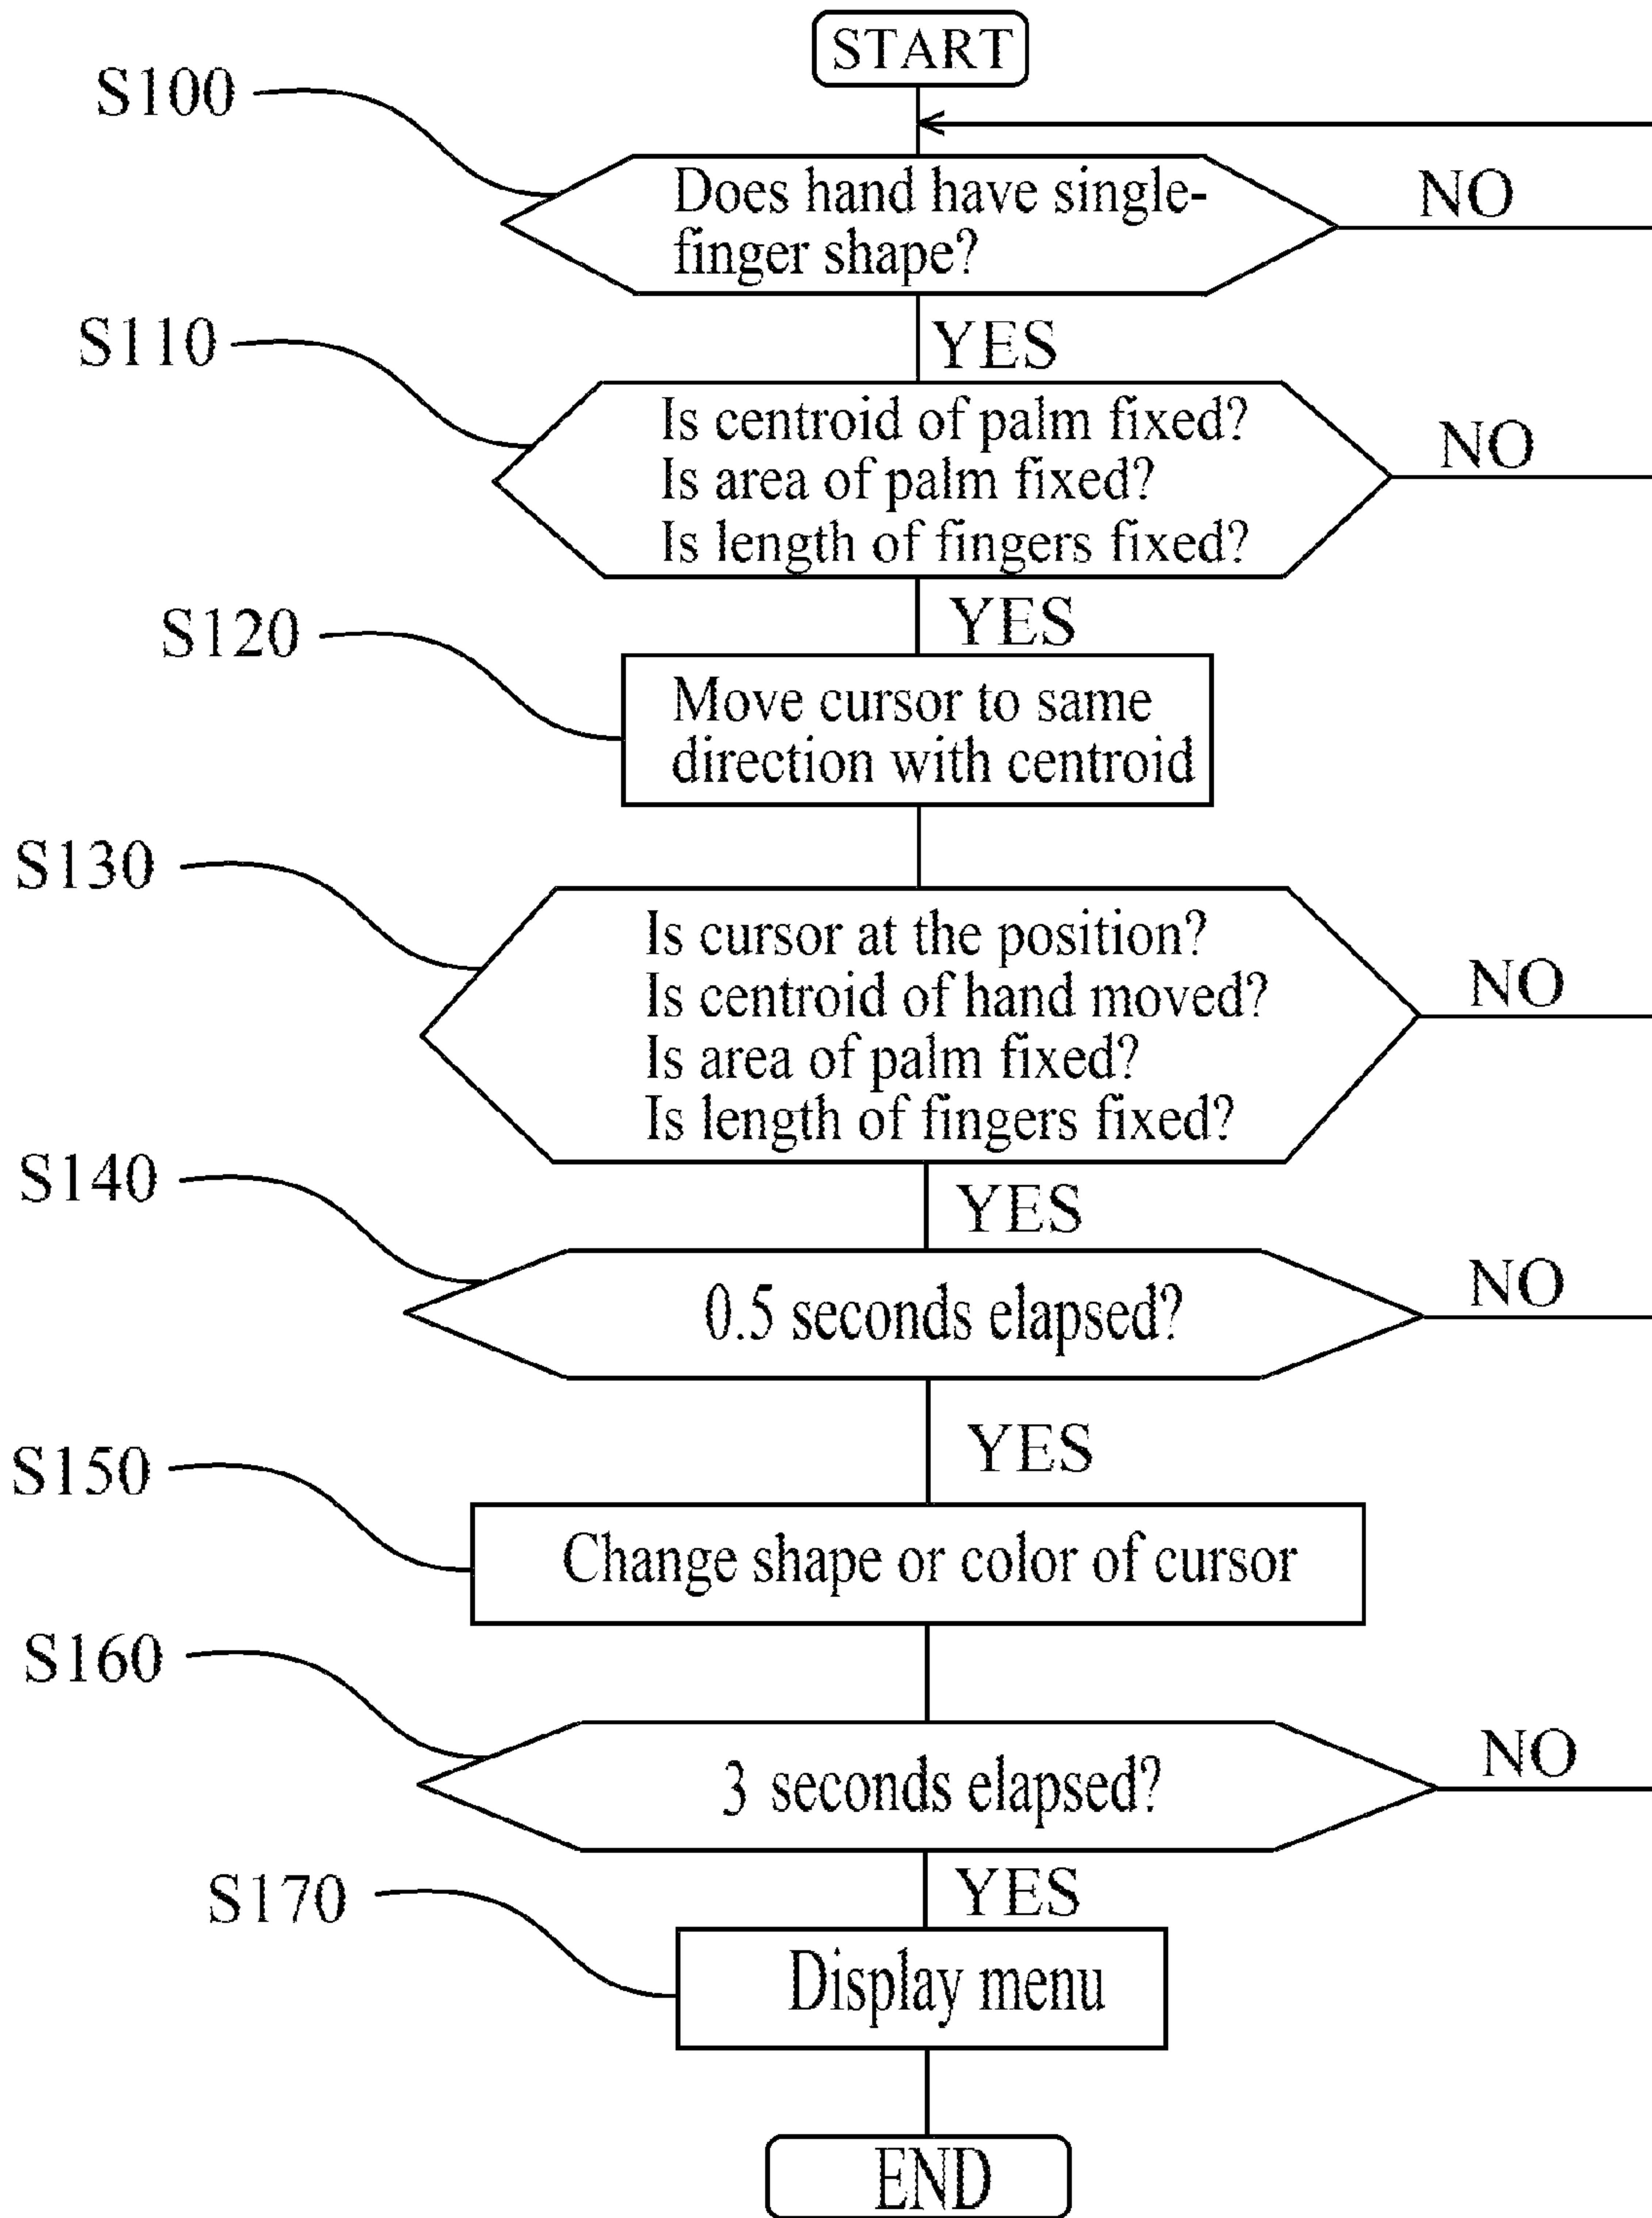 START
S100
Does hand have single-
finger shape?
NO
S110
YES
Is centroid of palm fixed?
Is area of palm fixed?
Is length of fingers fixed?
NO
S120
YES
Move cursor to same
direction with centroid
S130
Is cursor at the position?
Is centroid of hand moved?
Is area of palm fixed?
Is length of fingers fixed?
NO
S140
YES
0.5 seconds elapsed?
NO
YES
S150
Change shape or color of cursor
S160
3 seconds elapsed?
NO
S170
YES
Display menu
END